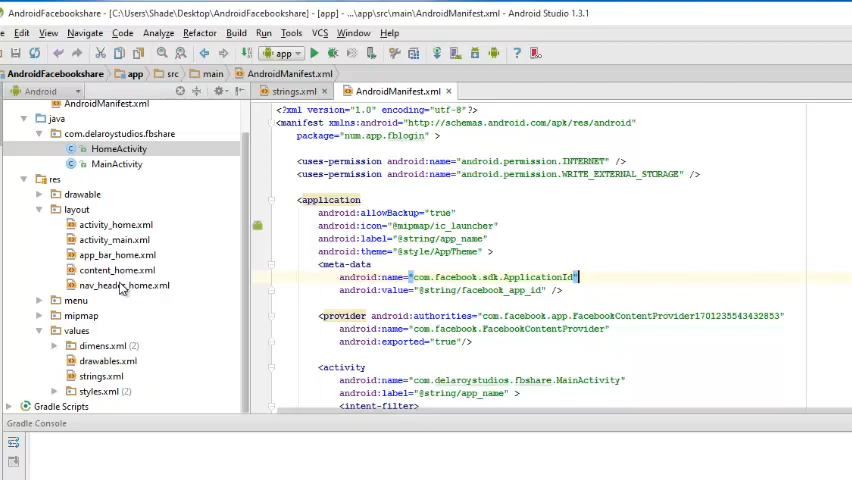 AndroidFacebookshare - [C:\Users\Shade\Desktop\AndroidFacebookshare] - [app] - ...\app\src\main\AndroidManifest.xml - Android Studio 1.3.1
Edit View Navigate Code Analyze Refactor Build Run Tools VCS Window Help
app
AndroidFacebookshare app src main AndroidManifest.xml
Android
strings.xml AndroidManifest.xml
AndroidManifest.xml
java
com.delaroystudios.fbshare
HomeActivity
MainActivity
res
drawable
layout
activity_home.xml
activity_main.xml
app_bar_home.xml
content_home.xml
nav_header_home.xml
menu
mipmap
values
dimens.xml (2)
drawables.xml
strings.xml
styles.xml (2)
Gradle Scripts
<?xml version="1.0" encoding="utf-8"?>
<manifest xmlns:android="http://schemas.android.com/apk/res/android"
package="num.app.fblogin" >
<uses-permission android:name="android.permission.INTERNET" />
<uses-permission android:name="android.permission.WRITE_EXTERNAL_STORAGE" />
<application
android:allowBackup="true"
android:icon="@mipmap/ic_launcher"
android:label="@string/app_name"
android:theme="@style/AppTheme" >
<meta-data
android:name="com.facebook.sdk.ApplicationId"
android:value="@string/facebook_app_id" />
<provider android:authorities="com.facebook.app.FacebookContentProvider1701235543432853"
android:name="com.facebook.FacebookContentProvider"
android:exported="true"/>
<activity
android:name="com.delaroystudios.fbshare.MainActivity"
android:label="@string/app_name" >
<intent-filter>
Gradle Console